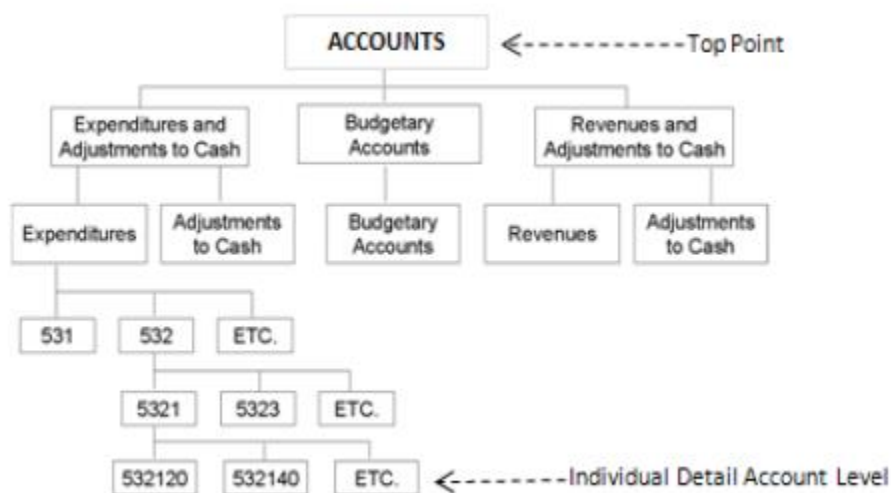 ACCOUNTS
Top Point
Expenditures and
Adjustments to Cash
Budgetary
Accounts
Revenues and
Adjustments to Cash
Expenditures
Adjustments
to Cash
Budgetary
Accounts
Revenues
Adjustments
to Cash
531
532
ETC.
5321
5323
ETC.
532120
532140
ETC.
Individual Detail Account Level